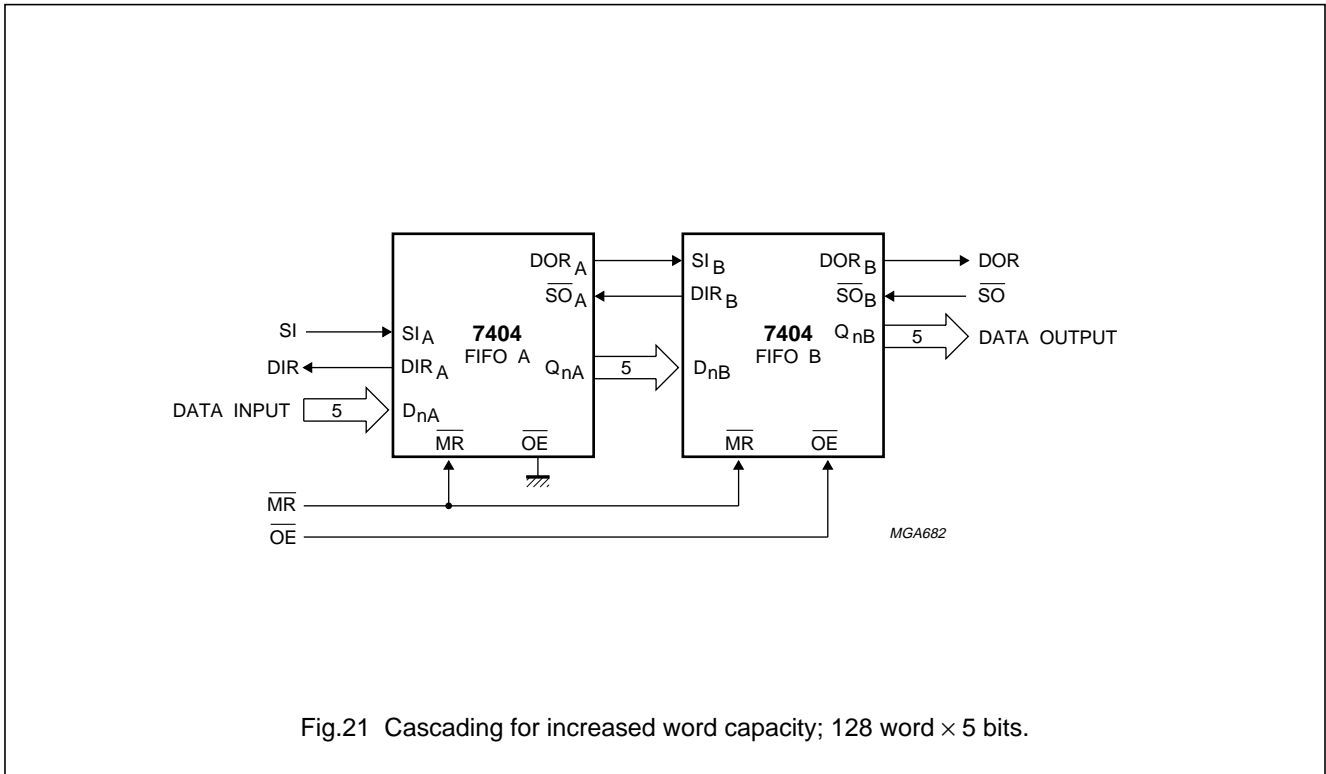 DOR A
SI B
DOR B
DOR
SO A
DIR B
SO B
SO
SI
SI A
7404
FIFO A
7404
FIFO B
Q nB
5
DATA OUTPUT
DIR
DIR A
Q nA
5
D nB
DATA INPUT
5
D nA
MR
OE
MR
OE
MR
OE
MGA682
Fig.21 Cascading for increased word capacity; 128 word × 5 bits.